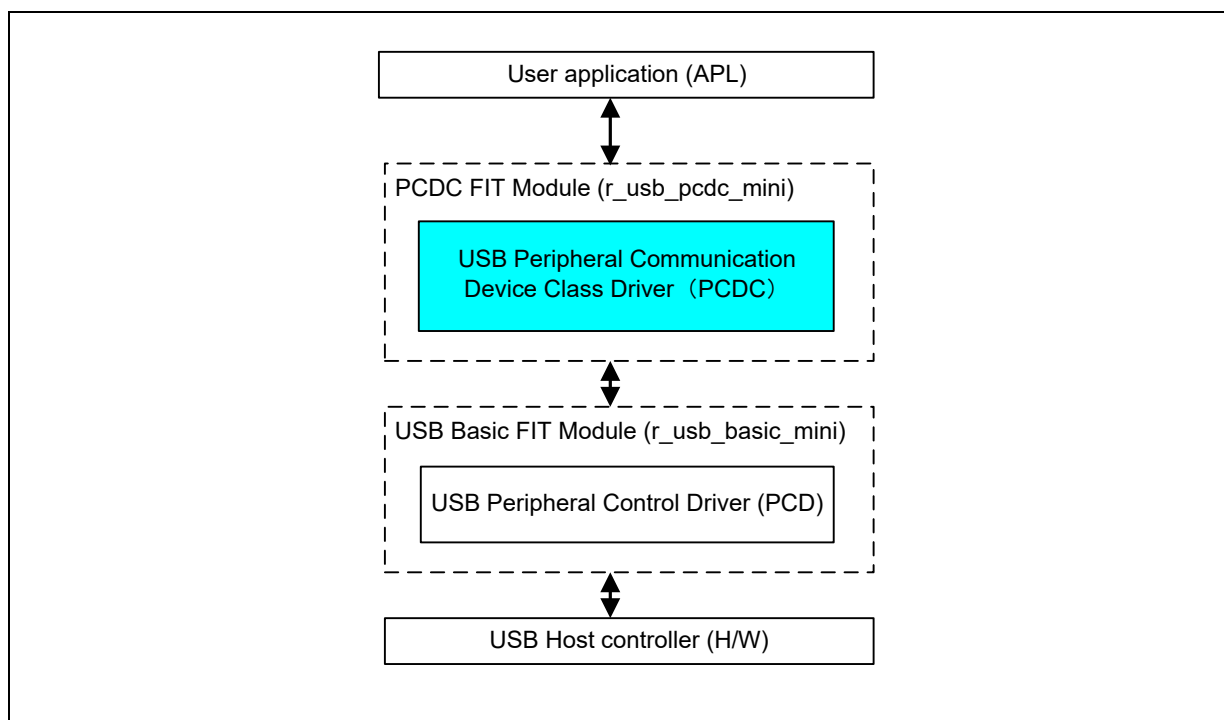 User application (APL)
PCDC FIT Module (r_usb_pcdc_mini)
USB Peripheral Communication
Device Class Driver（PCDC）
USB Basic FIT Module (r_usb_basic_mini)
USB Peripheral Control Driver (PCD)
USB Host controller (H/W)